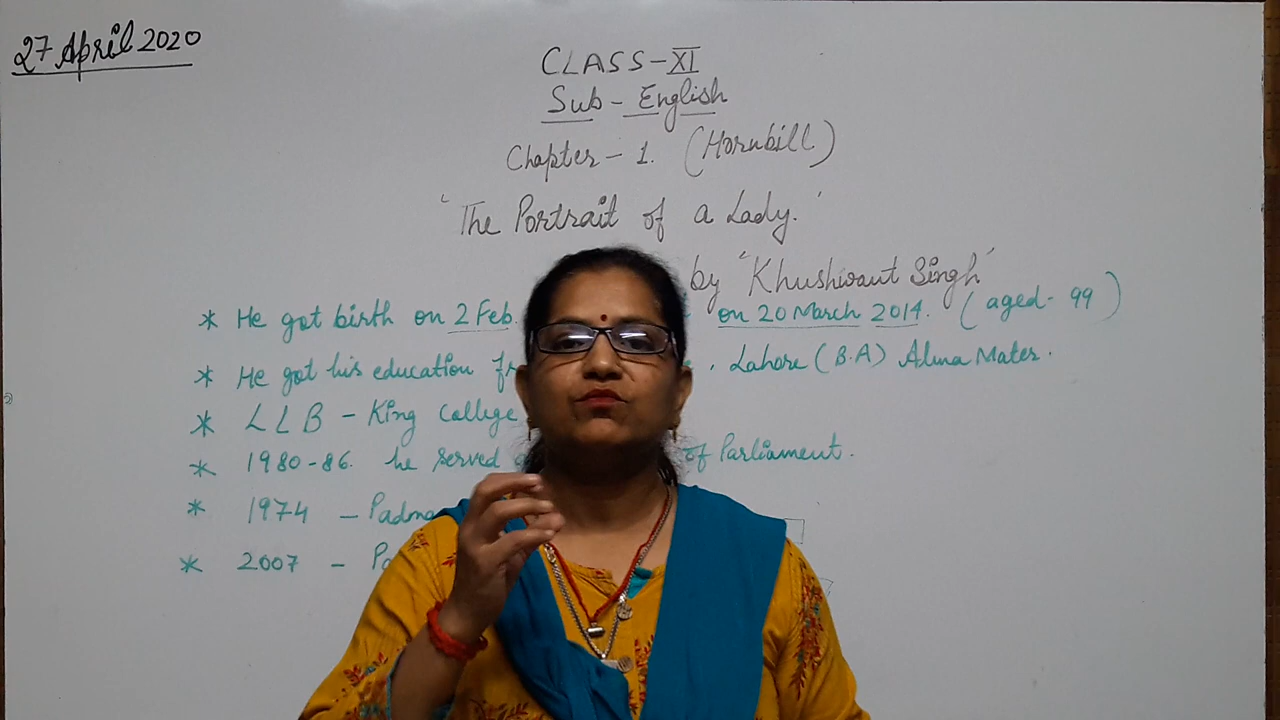 27 April 2020
CLASS-XI
Sub - English
Chapter - 1. (Hornbill)
'The Portrait of a Lady.'
by "Khushwant Singh"
* He got birth on 2 Feb. on 20 March 2014. (aged- 99)
* He got his education Lahore (B.A) Alma Mater.
* LLB - King College
* 1980-86. he served of Parliament.
* 1974 - Padma
* 2007 -